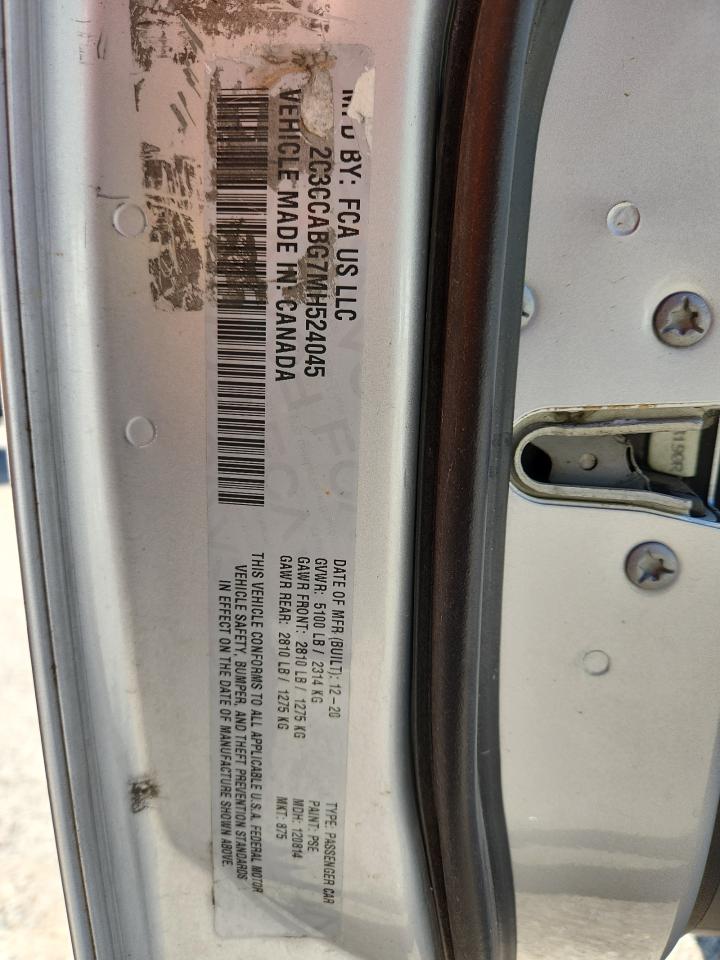 MFD BY: FCA US LLC
2C3CCABG7MH524045
VEHICLE MADE IN: CANADA
DATE OF MFR (BUILT): 12-20
GVWR: 5100 LB / 2314 KG
GAWR FRONT: 2810 LB / 1275 KG
GAWR REAR: 2810 LB / 1275 KG
TYPE: PASSENGER CAR
PAINT: PSE
MDH: 120814
MKT: 875
THIS VEHICLE CONFORMS TO ALL APPLICABLE U.S.A. FEDERAL MOTOR
VEHICLE SAFETY, BUMPER, AND THEFT PREVENTION STANDARDS
IN EFFECT ON THE DATE OF MANUFACTURE SHOWN ABOVE.